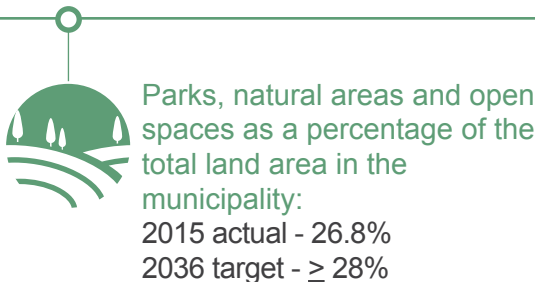 Parks, natural areas and open
spaces as a percentage of the
total land area in the
municipality:
2015 actual - 26.8%
2036 target - ≥ 28%